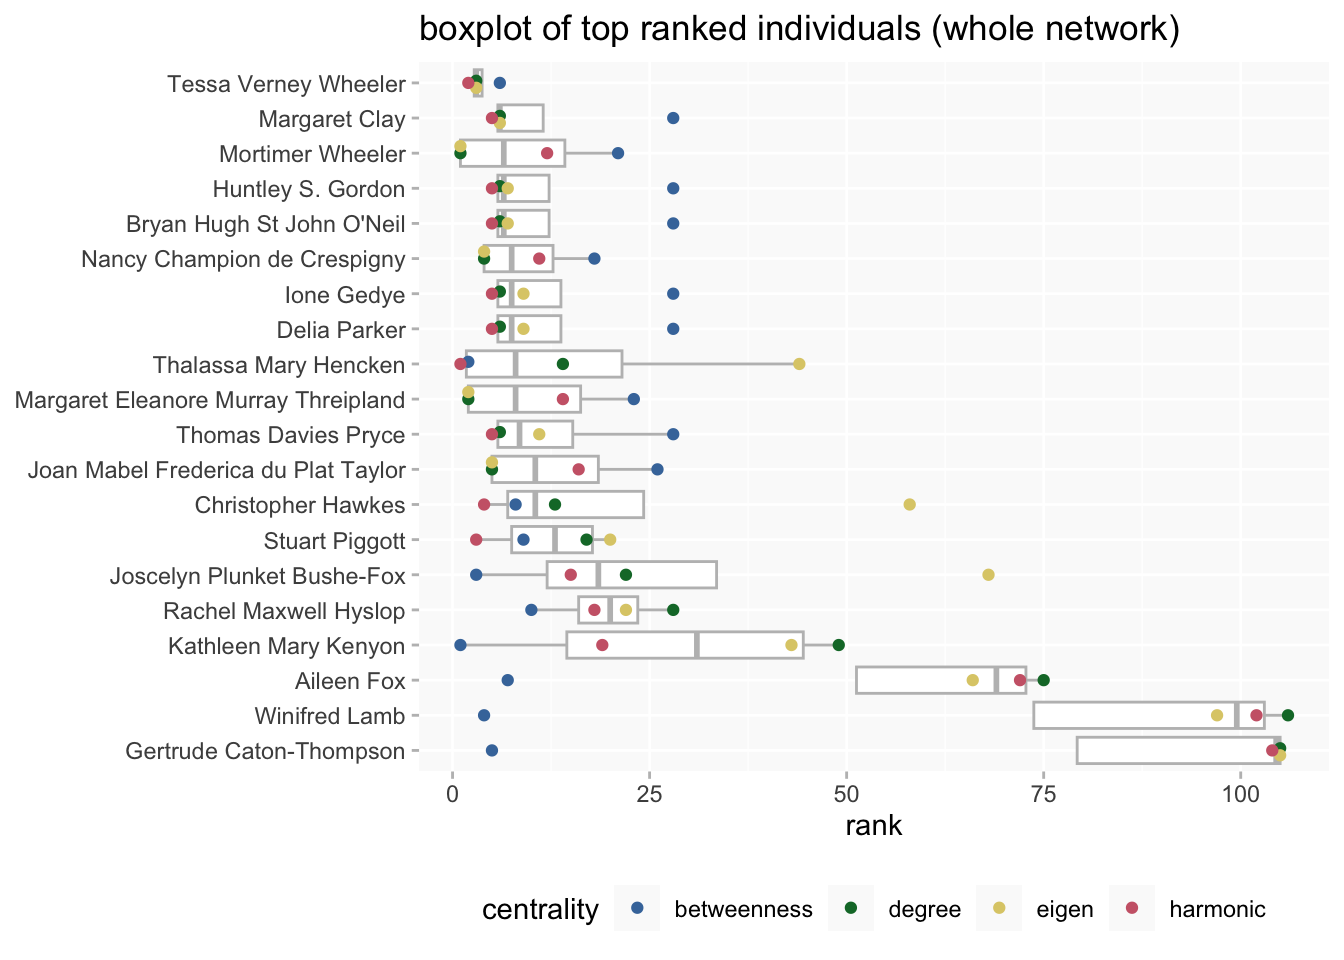 boxplot of top ranked individuals (whole network)
Tessa Verney Wheeler
Margaret Clay
Mortimer Wheeler
Huntley S. Gordon
Bryan Hugh St John O'Neil
Nancy Champion de Crespigny
Ione Gedye
Delia Parker
Thalassa Mary Hencken
Margaret Eleanore Murray Threipland
Thomas Davies Pryce
Joan Mabel Frederica du Plat Taylor
Christopher Hawkes
Stuart Piggott
Joscelyn Plunket Bushe-Fox
Rachel Maxwell Hyslop
Kathleen Mary Kenyon
Aileen Fox
Winifred Lamb
Gertrude Caton-Thompson
0 25 50 75 100
rank
centrality betweenness degree eigen harmonic